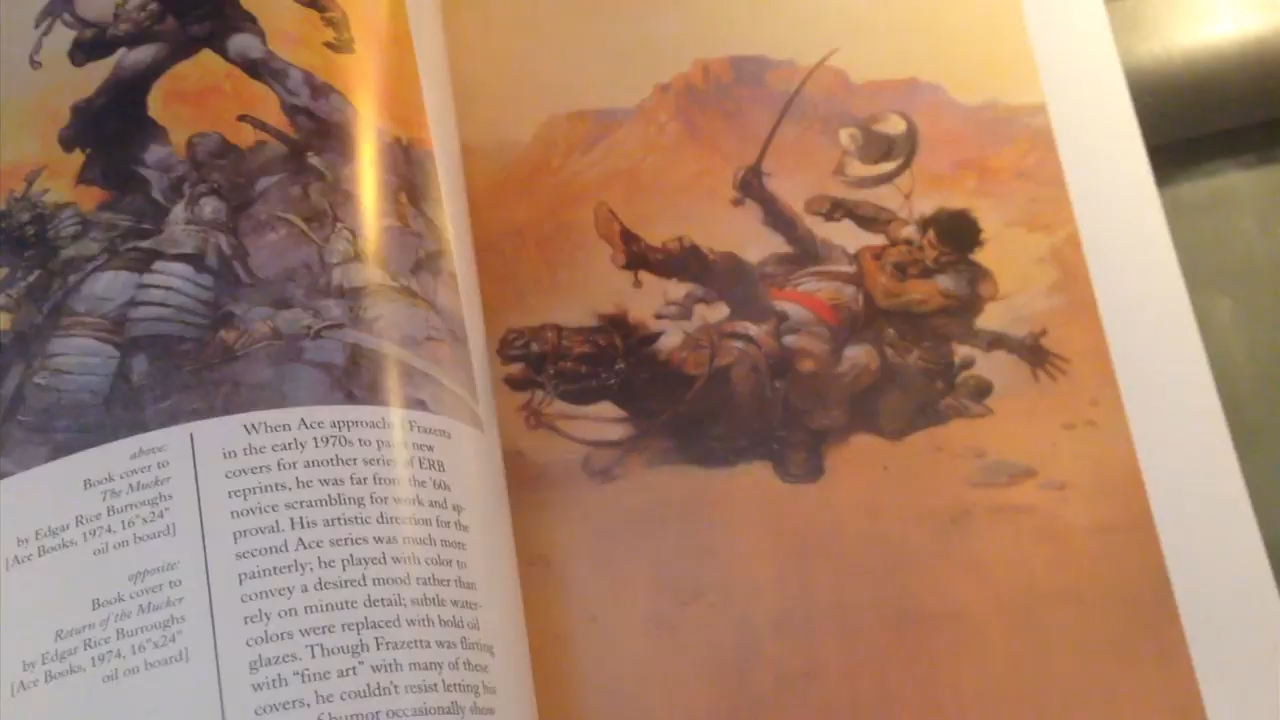 above:
Book cover to
The Mucker
by Edgar Rice Burroughs
[Ace Books, 1974, 16"x24"
oil on board]
opposite:
Book cover to
Return of the Mucker
by Edgar Rice Burroughs
[Ace Books, 1974, 16"x24"
oil on board]
When Ace approach Frazetta
in the early 1970s to new
covers for another series of ERB
reprints, he was far from the '60s
novice scrambling for work and ap-
proval. His artistic direction for the
second Ace series was much more
painterly; he played with color to
convey a desired mood rather than
rely on minute detail; subtle water-
colors were replaced with bold oil
glazes. Though Frazetta was flirting
with "fine art" with many of these
covers, he couldn't resist letting his
of humor occasionally show